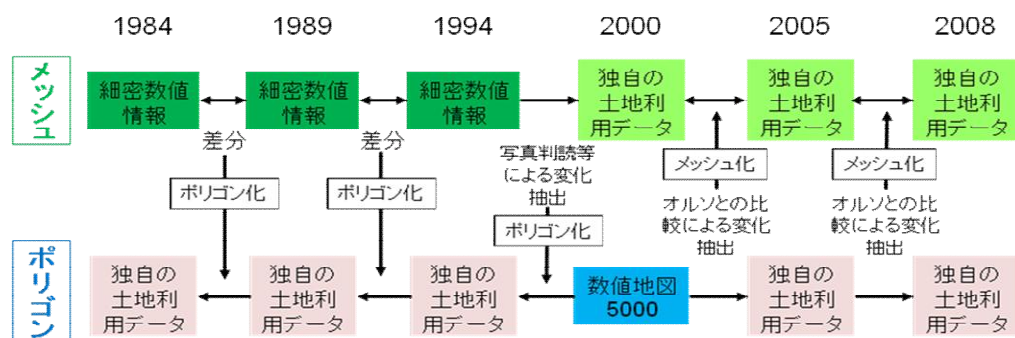 1984 1989 1994 2000 2005 2008
メッシュ
細密数値
情報
細密数値
情報
細密数値
情報
独自の
土地利
用データ
独自の
土地利
用データ
独自の
土地利
用データ
差分
差分
写真判読等
による変化
抽出
メッシュ化
メッシュ化
ポリゴン化
ポリゴン化
ポリゴン化
オルソとの比
較による変化
抽出
オルソとの比
較による変化
抽出
ポリゴン
独自の
土地利
用データ
独自の
土地利
用データ
独自の
土地利
用データ
数値地図
5000
独自の
土地利
用データ
独自の
土地利
用データ